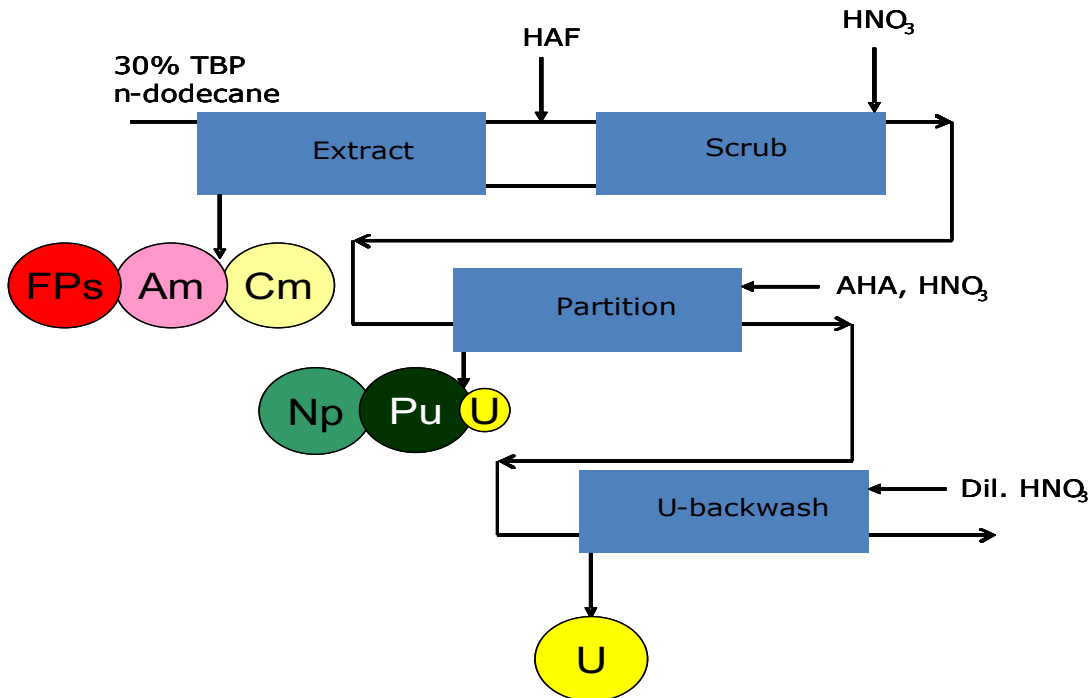 HNO₃
HAF
30% TBP
n-dodecane
Extract
Scrub
FPs
Am
Cm
AHA, HNO₃
Partition
Np
Pu
U
Dil. HNO₃
U-backwash
U